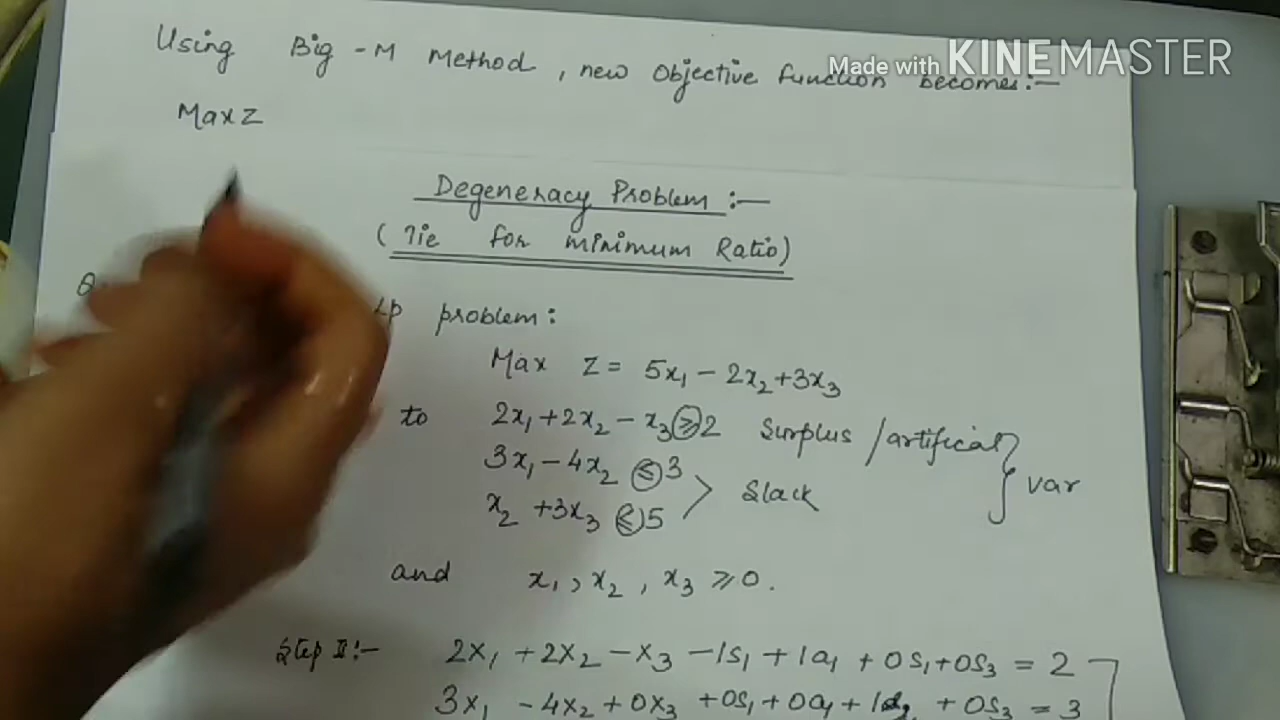 Using Big-M Method, new objective function becomes:-
Made with KINEMASTER
Max Z
Degeneracy Problem :-
(Tie for minimum Ratio)
Lp problem:
Max Z = 5x₁ - 2x₂ + 3x₃
to 2x₁ + 2x₂ - x₃ ≥ 2 Surplus / artifical } var
3x₁ - 4x₂ ≤ 3 > Slack
x₂ + 3x₃ ≤ 5
and x₁, x₂, x₃ ≥ 0.
Step II:- 2x₁ + 2x₂ - x₃ - 1s₁ + 1a₁ + 0s₁ + 0s₃ = 2
3x₁ - 4x₂ + 0x₃ + 0s₁ + 0a₁ + 1s₂ + 0s₃ = 3